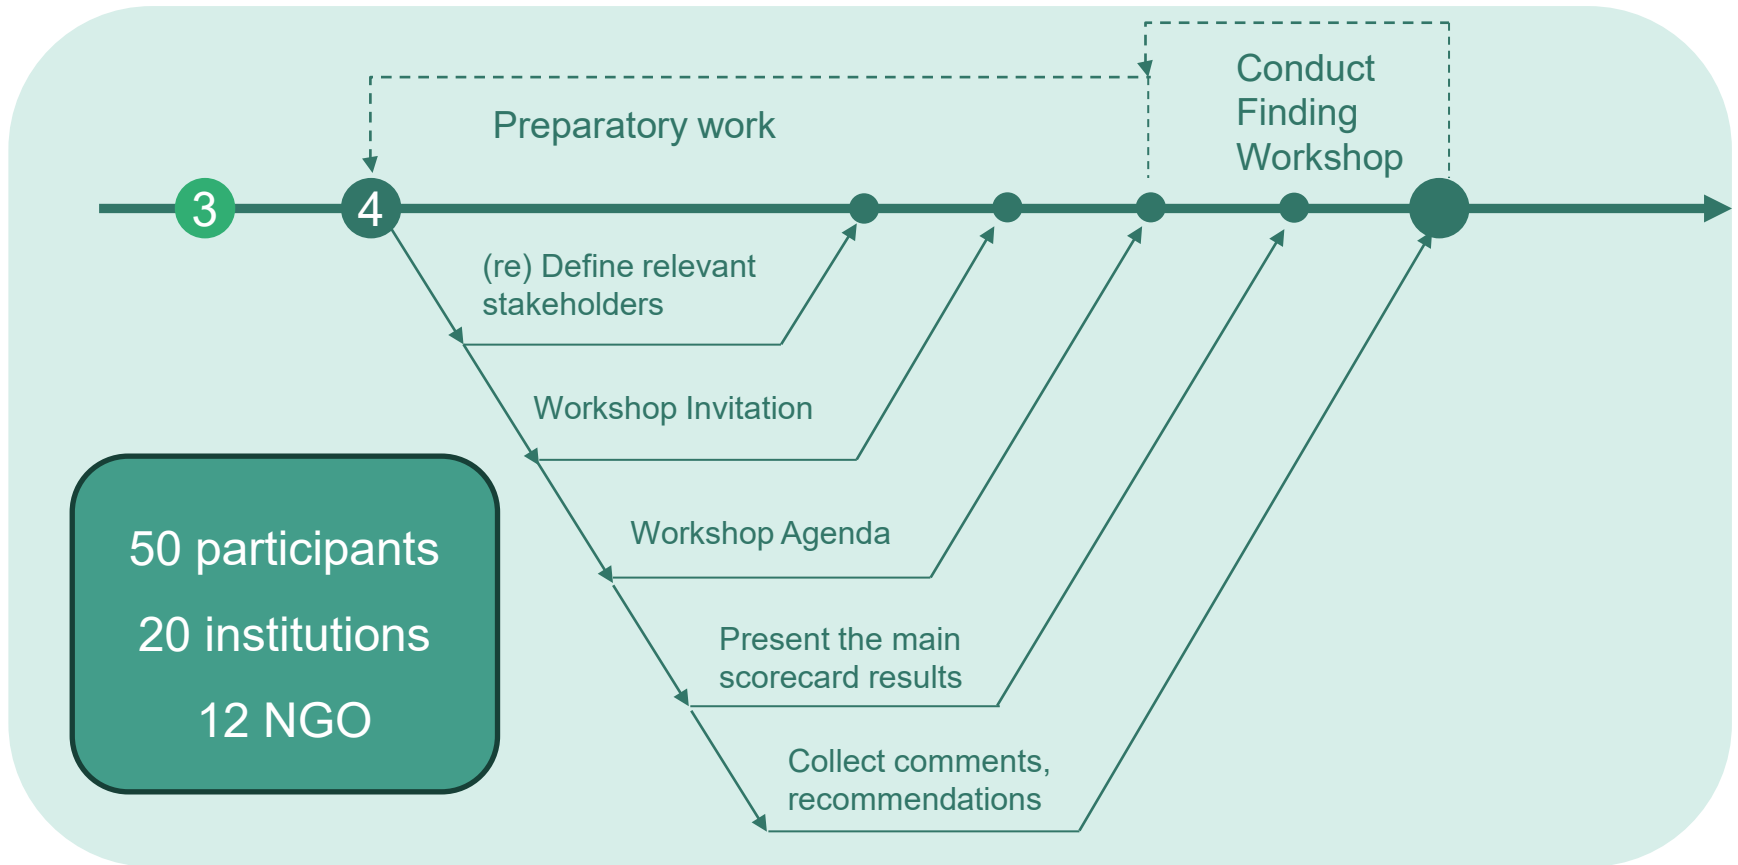 Conduct
Finding
Workshop
Preparatory work
3
4
(re) Define relevant
stakeholders
Workshop Invitation
Workshop Agenda
50 participants
20 institutions
12 NGO
Present the main
scorecard results
Collect comments,
recommendations